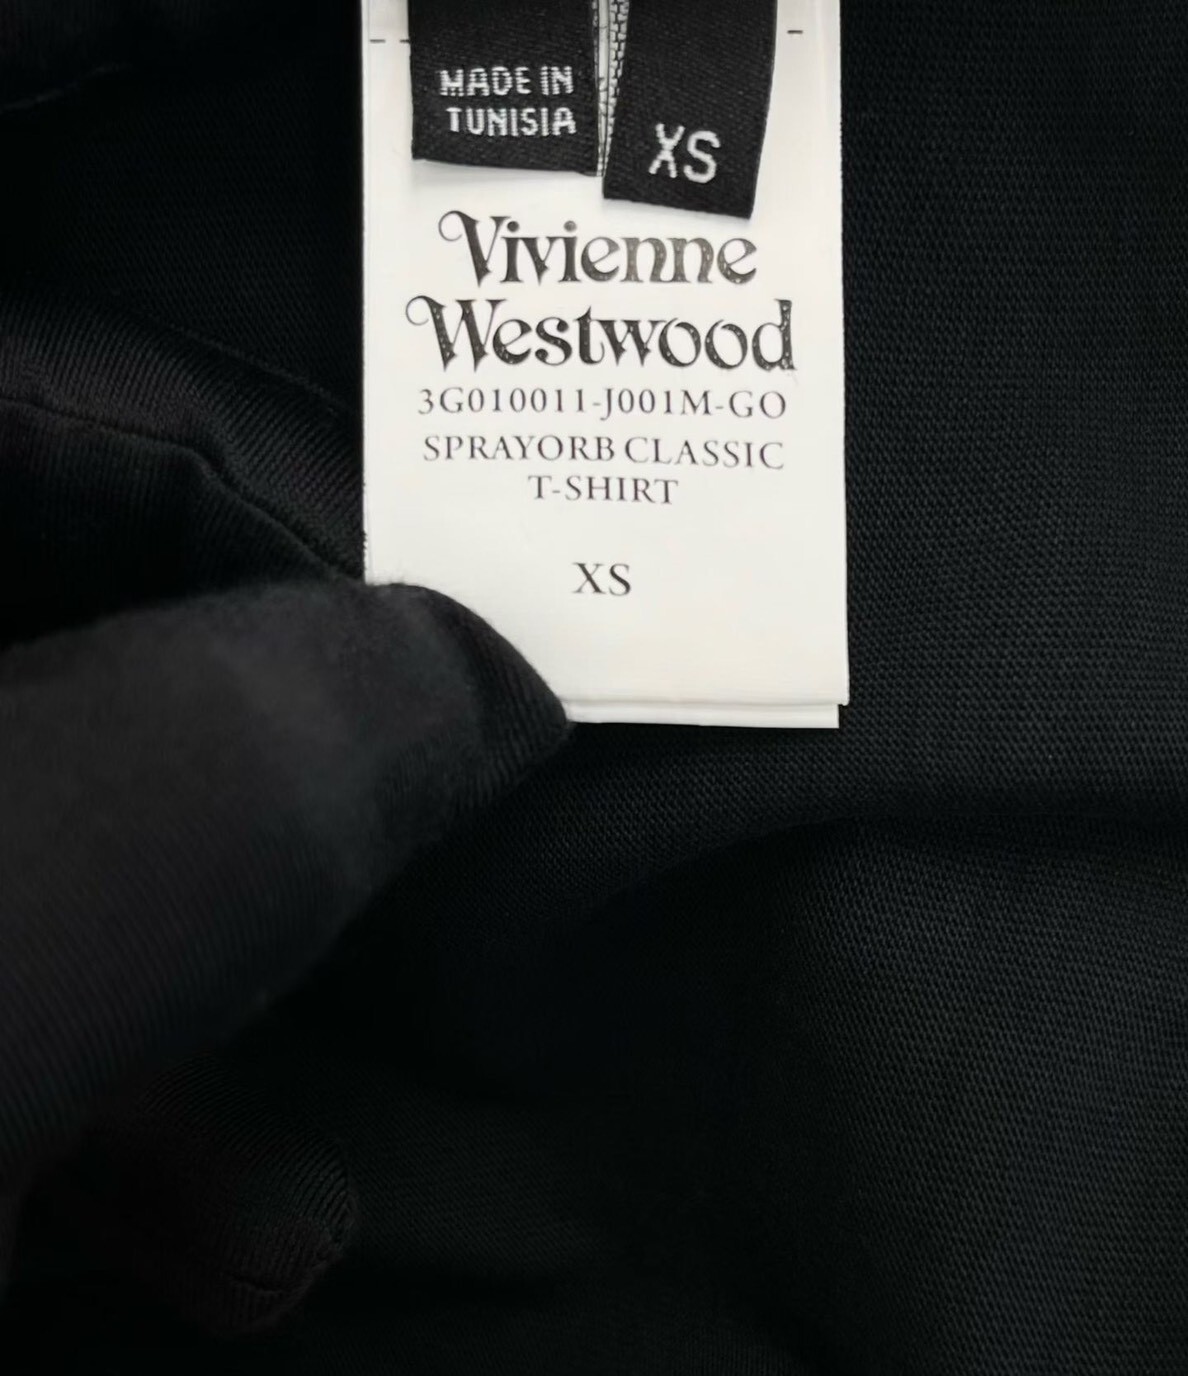 MADE IN
TUNISIA
XS
Vivienne
Westwood
3G010011-J001M-GO
SPRAYORB CLASSIC
T-SHIRT
XS